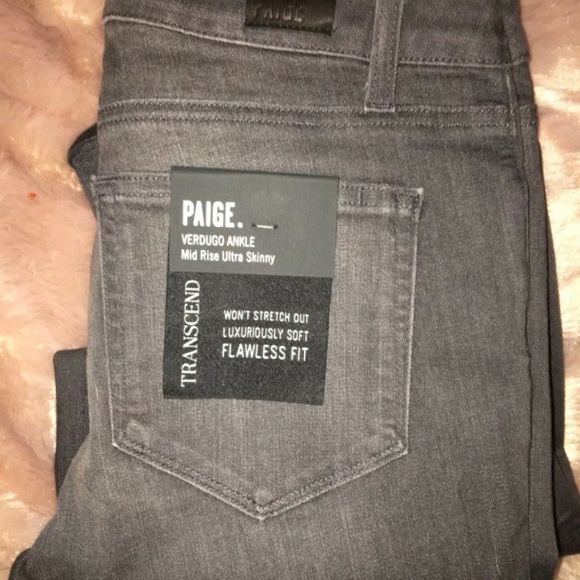 PAIGE
PAIGE.
VERDUGO ANKLE
Mid Rise Ultra Skinny
TRANSCEND
WON'T STRETCH OUT
LUXURIOUSLY SOFT
FLAWLESS FIT